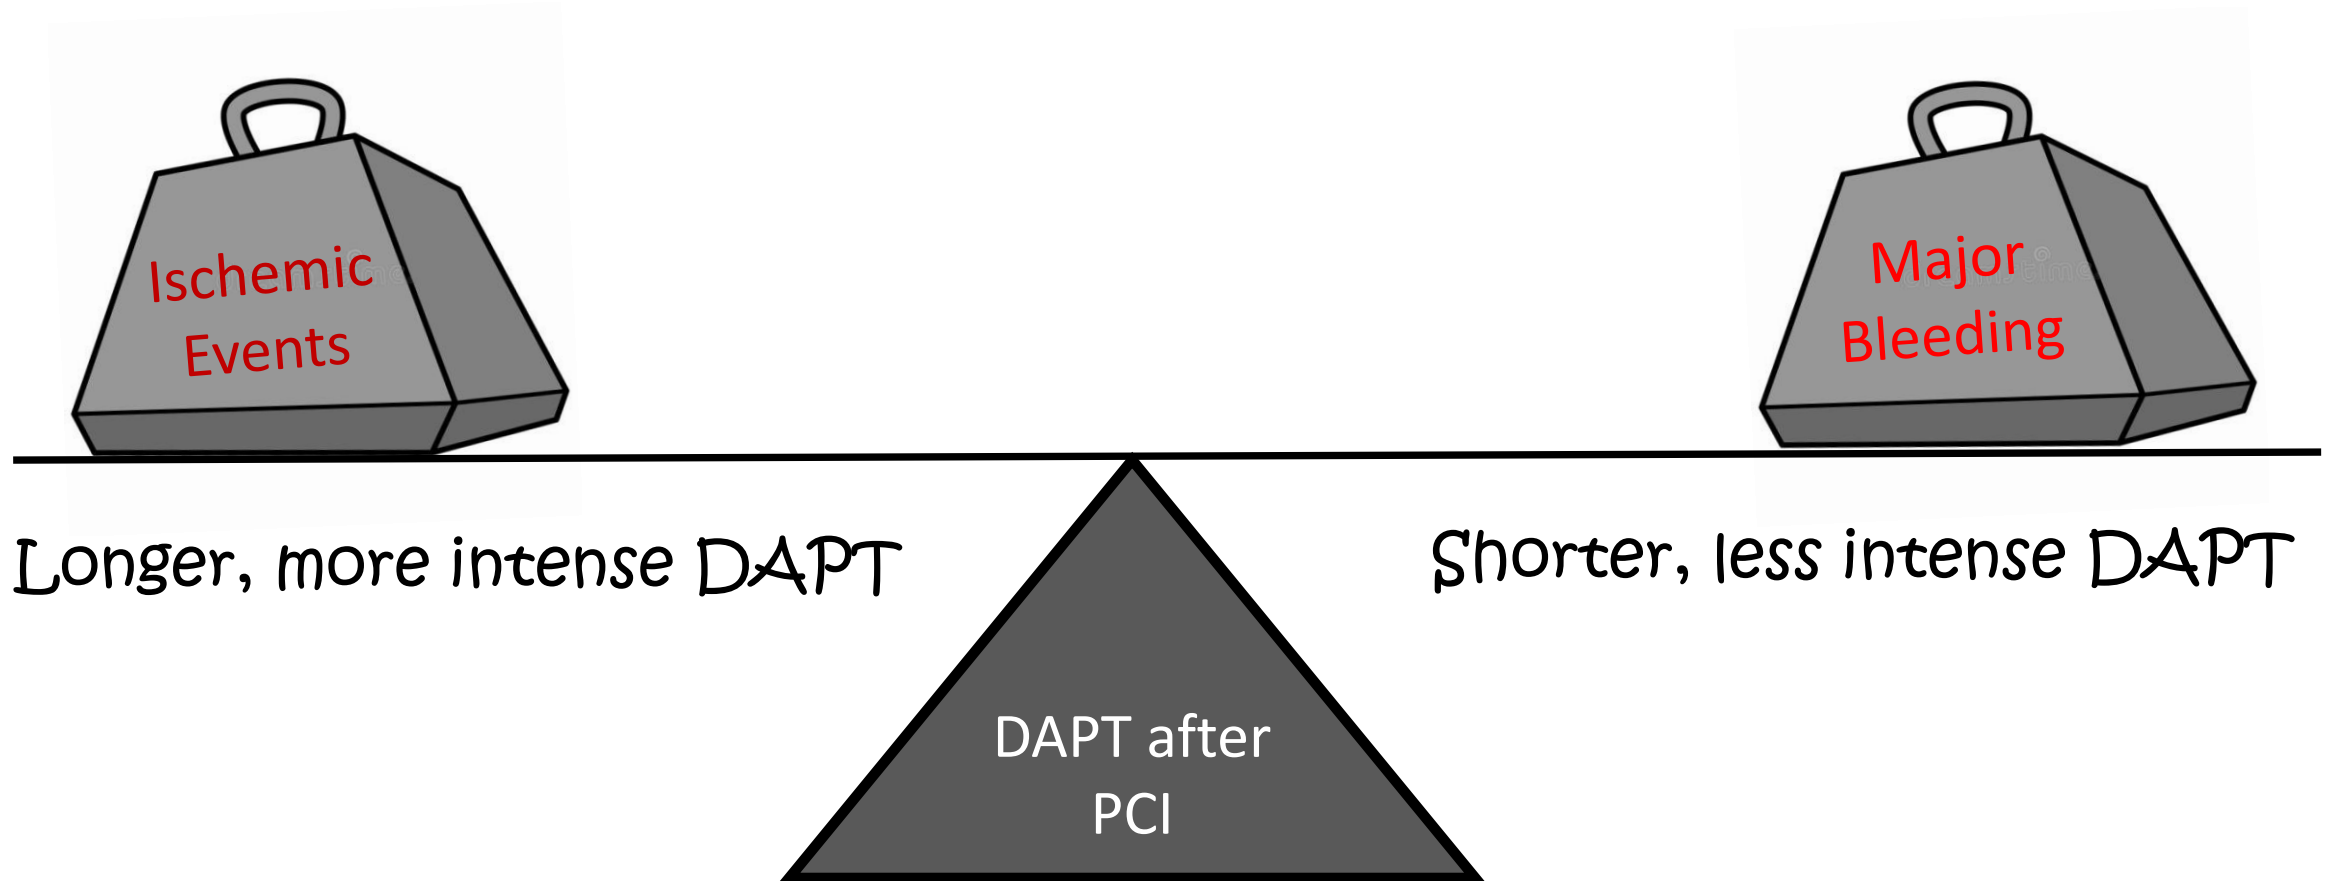 Ischemic
Events
Major
Bleeding
Longer, more intense DAPT
Shorter, less intense DAPT
DAPT after
PCI